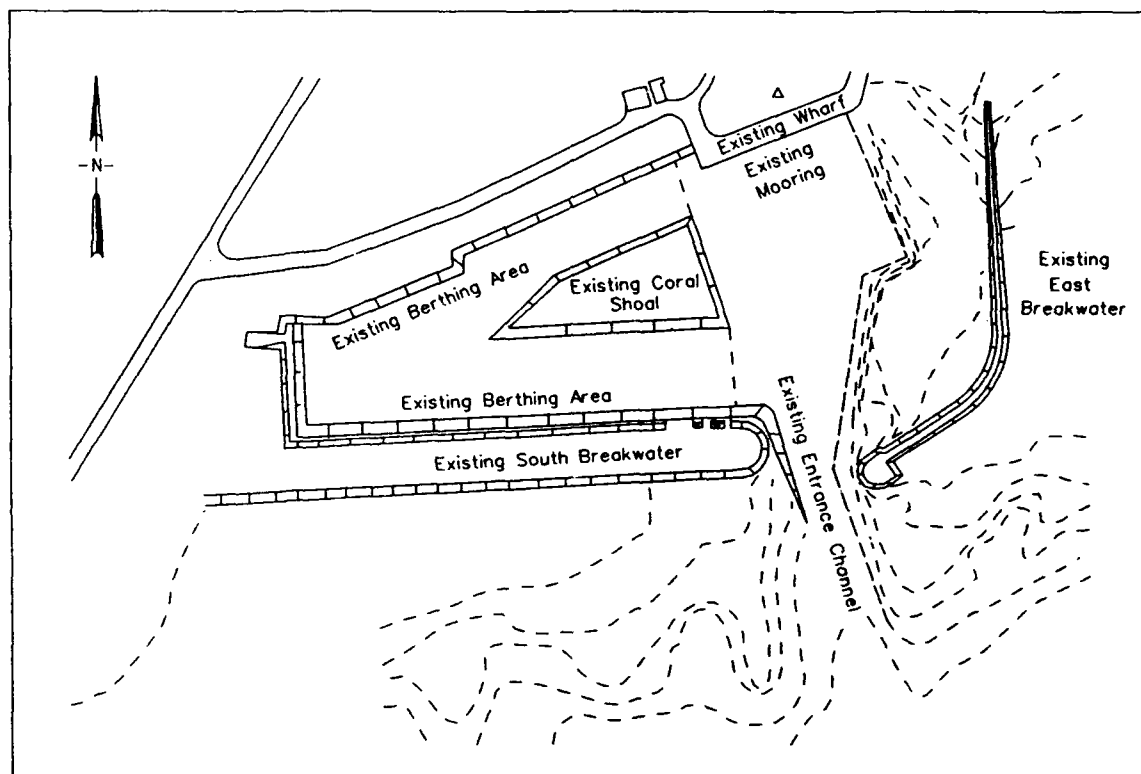 -N-
Existing Wharf
Existing
Mooring
Existing Berthing Area
Existing Coral
Shoal
Existing
East
Breakwater
Existing Berthing Area
Existing South Breakwater
Existing Entrance Channel